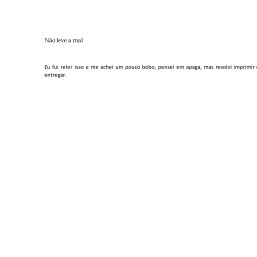 Não leve a mal
Eu fui reler isso e me achei um pouco bobo, pensei em apaga, mas resolvi imprimir e
entregar.